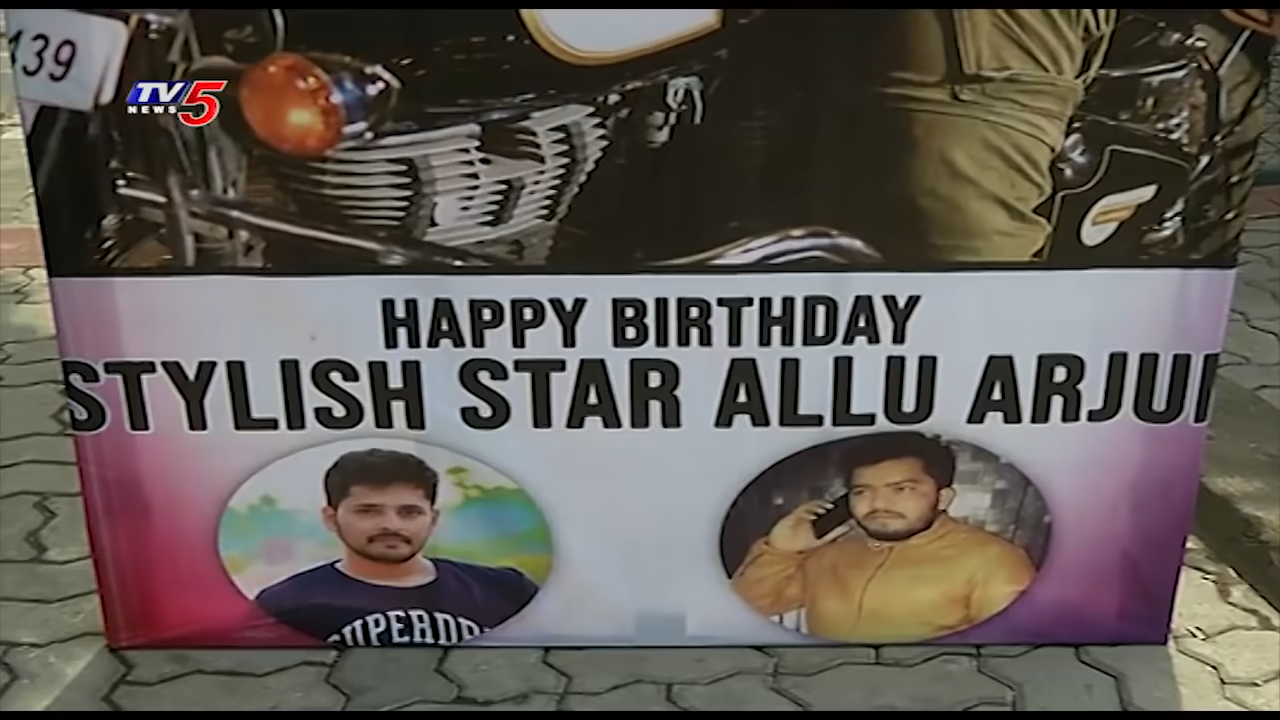 139
TV5
NEWS
HAPPY BIRTHDAY
STYLISH STAR ALLU ARJU
SUPERDR